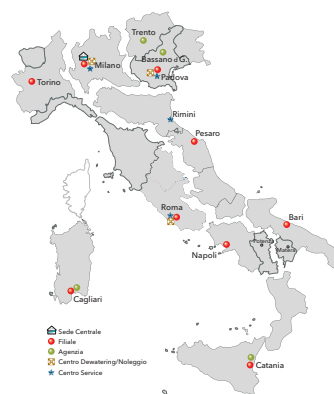 Trento
Bassano d G.
Milano
Padova
Torino
Rimini
Pesaro
Roma
Bari
Potenza
Matera
Napoli
Cagliari
Sede Centrale
Filiale
Agenzia
Centro Dewatering/Noleggio
Centro Service
Catania